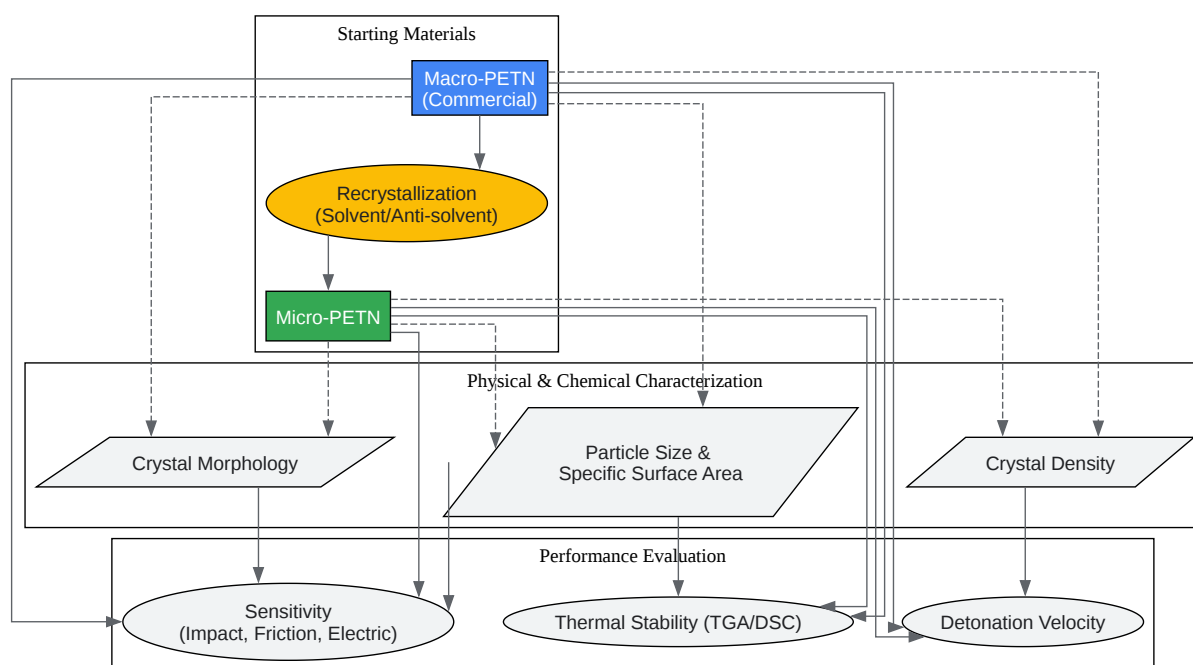 Starting Materials
Macro-PETN
(Commercial)
Recrystallization
(Solvent/Anti-solvent)
Micro-PETN
Physical & Chemical Characterization
Crystal Morphology
Particle Size &
Specific Surface Area
Crystal Density
Performance Evaluation
Sensitivity
(Impact, Friction, Electric)
Thermal Stability (TGA/DSC)
Detonation Velocity